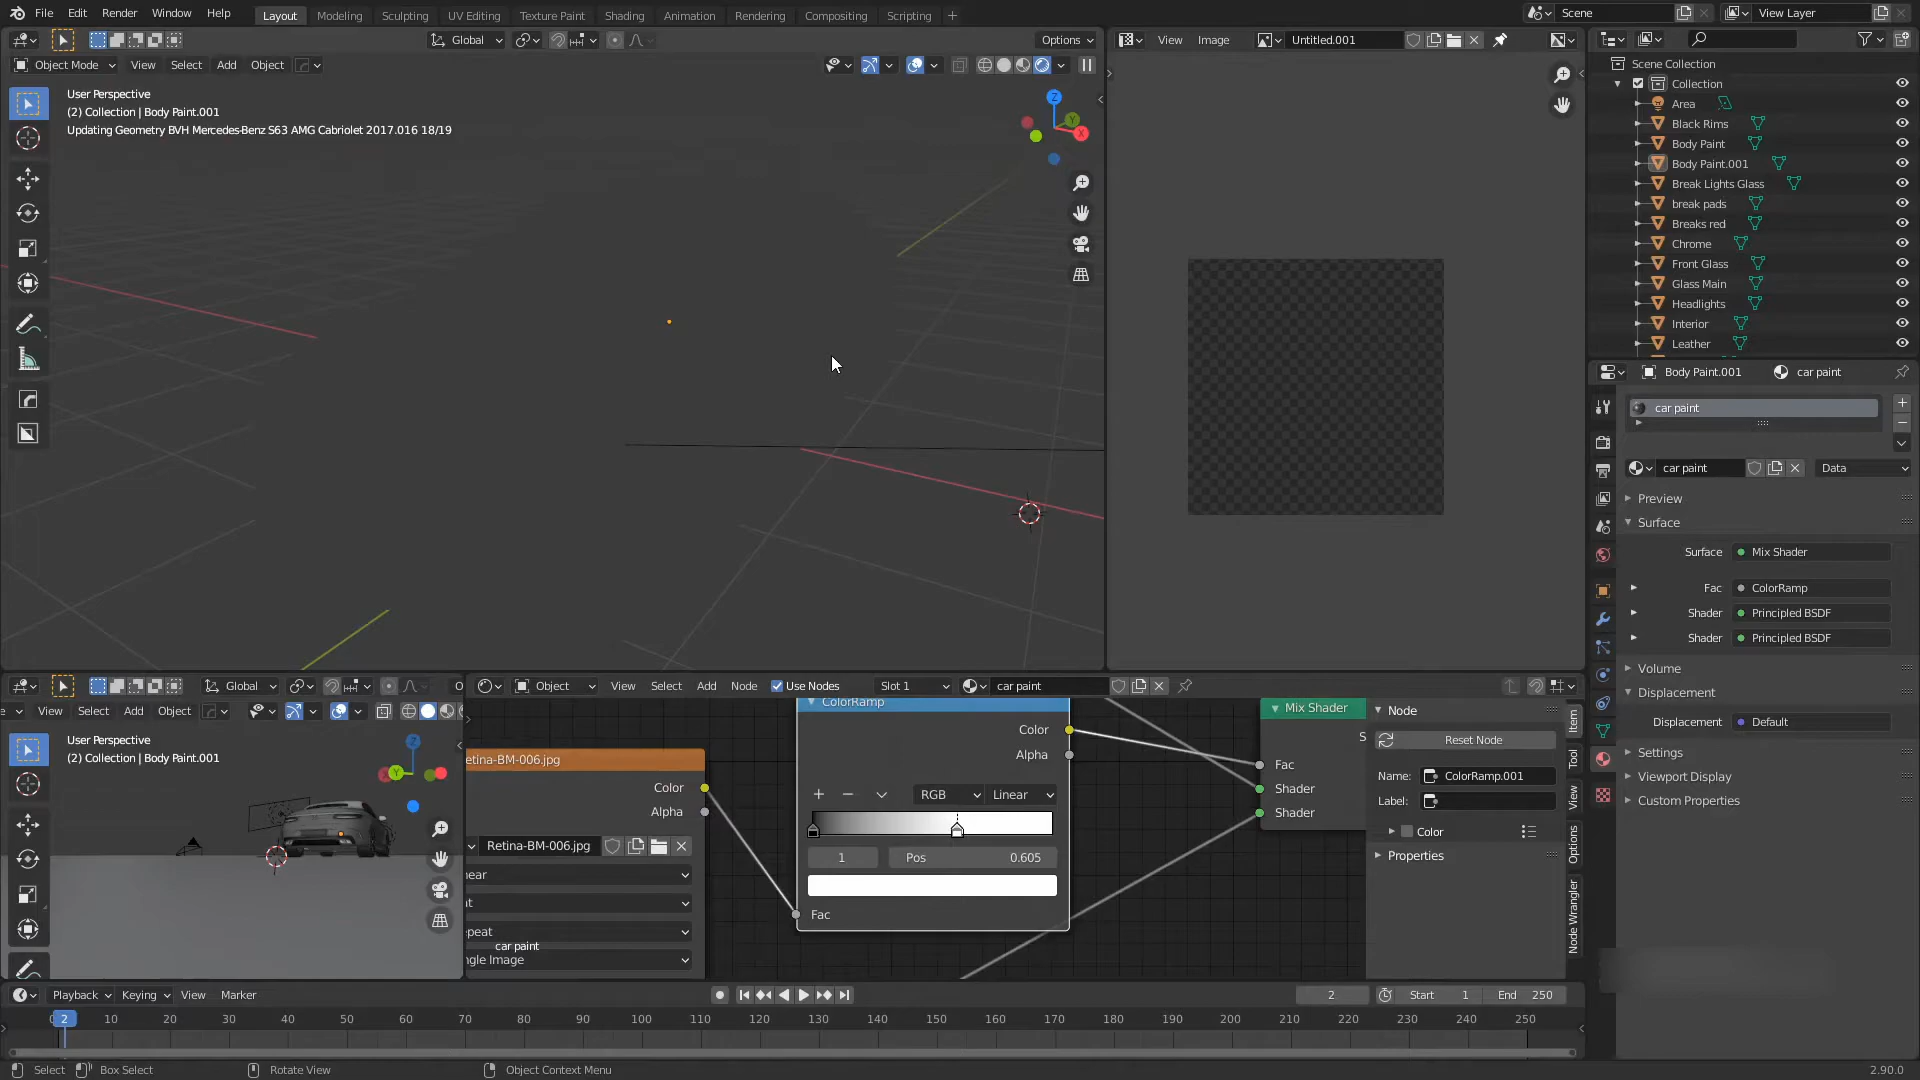 File Edit Render Window Help Layout Modeling Sculpting UV Editing Texture Paint Shading Animation Rendering Compositing Scripting + Scene View Layer
Global Options View Image Untitled.001
Object Mode View Select Add Object
User Perspective
(2) Collection | Body Paint.001
Updating Geometry BVH Mercedes-Benz S63 AMG Cabriolet 2017.016 18/19
Z
Y
X
Scene Collection
Collection
Area
Black Rims
Body Paint
Body Paint.001
Break Lights Glass
break pads
Breaks red
Chrome
Front Glass
Glass Main
Headlights
Interior
Leather
Body Paint.001 car paint
car paint
car paint Data
Preview
Surface
Surface Mix Shader
Fac ColorRamp
Shader Principled BSDF
Shader Principled BSDF
Volume
Displacement
Displacement Default
Settings
Viewport Display
Custom Properties
Global O
View Select Add Object
User Perspective
(2) Collection | Body Paint.001
Z
Y
Object View Select Add Node Use Nodes Slot 1 car paint
etina-BM-006.jpg
Color
Alpha
Retina-BM-006.jpg
near
at
epeat
ngle Image
car paint
ColorRamp
Color
Alpha
+ − RGB Linear
1 Pos 0.605
Fac
Mix Shader
S
Fac
Shader
Shader
Node
Reset Node
Name: ColorRamp.001
Label:
Color
Properties
Item
Tool
View
Options
Node Wrangler
Playback Keying View Marker 2 Start 1 End 250
0 2 10 20 30 40 50 60 70 80 90 100 110 120 130 140 150 160 170 180 190 200 210 220 230 240 250
Select Box Select Rotate View Object Context Menu 2.90.0